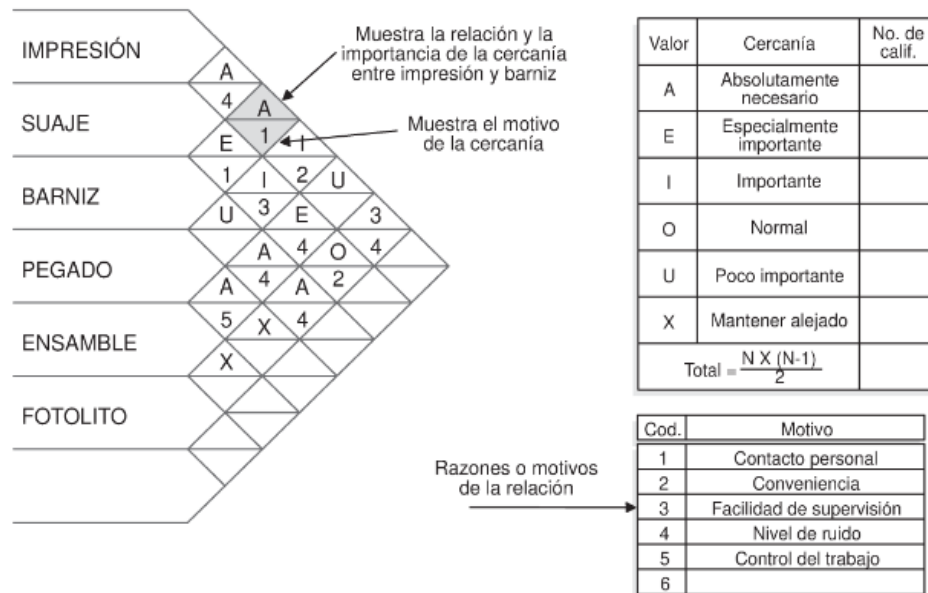 IMPRESIÓN
SUAJE
BARNIZ
PEGADO
ENSAMBLE
FOTOLITO
A
4
A
1
E
I
1
I
2
U
U
3
E
3
A
4
O
4
A
4
A
2
5
X
4
X
Muestra la relación y la
importancia de la cercanía
entre impresión y barniz
Muestra el motivo
de la cercanía
Valor Cercanía No. de calif.
A Absolutamente necesario
E Especialmente importante
I Importante
O Normal
U Poco importante
X Mantener alejado
Total = N X (N-1)
2
Razones o motivos
de la relación
Cod. Motivo
1 Contacto personal
2 Conveniencia
3 Facilidad de supervisión
4 Nivel de ruido
5 Control del trabajo
6